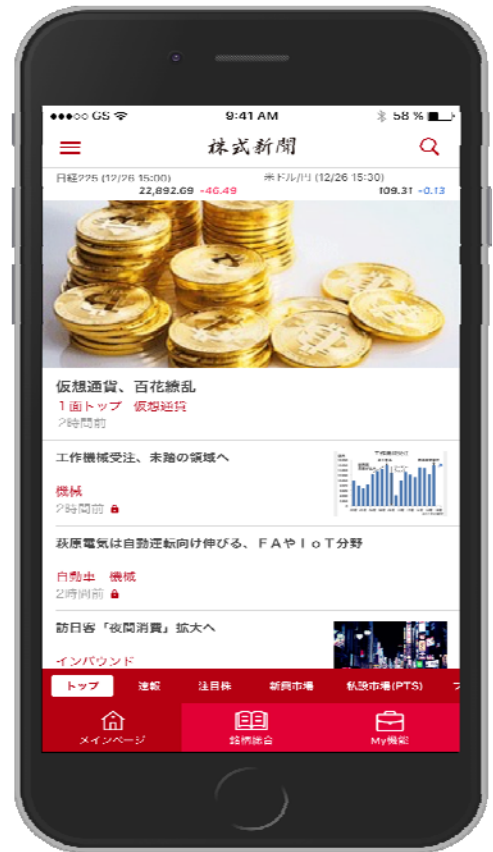 ●●●○○ GS 9:41 AM 58 %
株式新聞
日経225 (12/26 15:00) 米ドル/円 (12/26 15:30)
22,892.69 -46.49 109.31 -0.13
仮想通貨、百花繚乱
1面トップ 仮想通貨
2時間前
工作機械受注、未踏の領域へ
機械
2時間前
萩原電気は自動運転向け伸びる、FAやIoT分野
自動車 機械
2時間前
訪日客「夜間消費」拡大へ
インバウンド
トップ 速報 注目株 新興市場 私設市場(PTS)
メインページ 銘柄総合 My機能